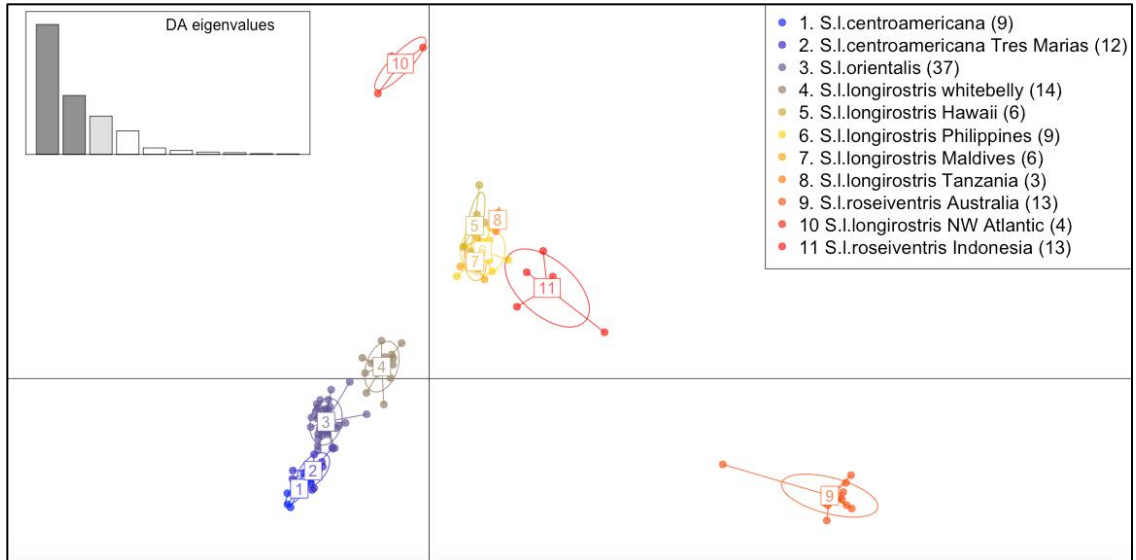 DA eigenvalues
1. S.l.centroamericana (9)
2. S.l.centroamericana Tres Marias (12)
3. S.l.orientalis (37)
4. S.l.longirostris whitebelly (14)
5. S.l.longirostris Hawaii (6)
6. S.l.longirostris Philippines (9)
7. S.l.longirostris Maldives (6)
8. S.l.longirostris Tanzania (3)
9. S.l.roseiventris Australia (13)
10 S.l.longirostris NW Atlantic (4)
11 S.l.roseiventris Indonesia (13)
10
5
8
6
7
11
4
3
2
1
9